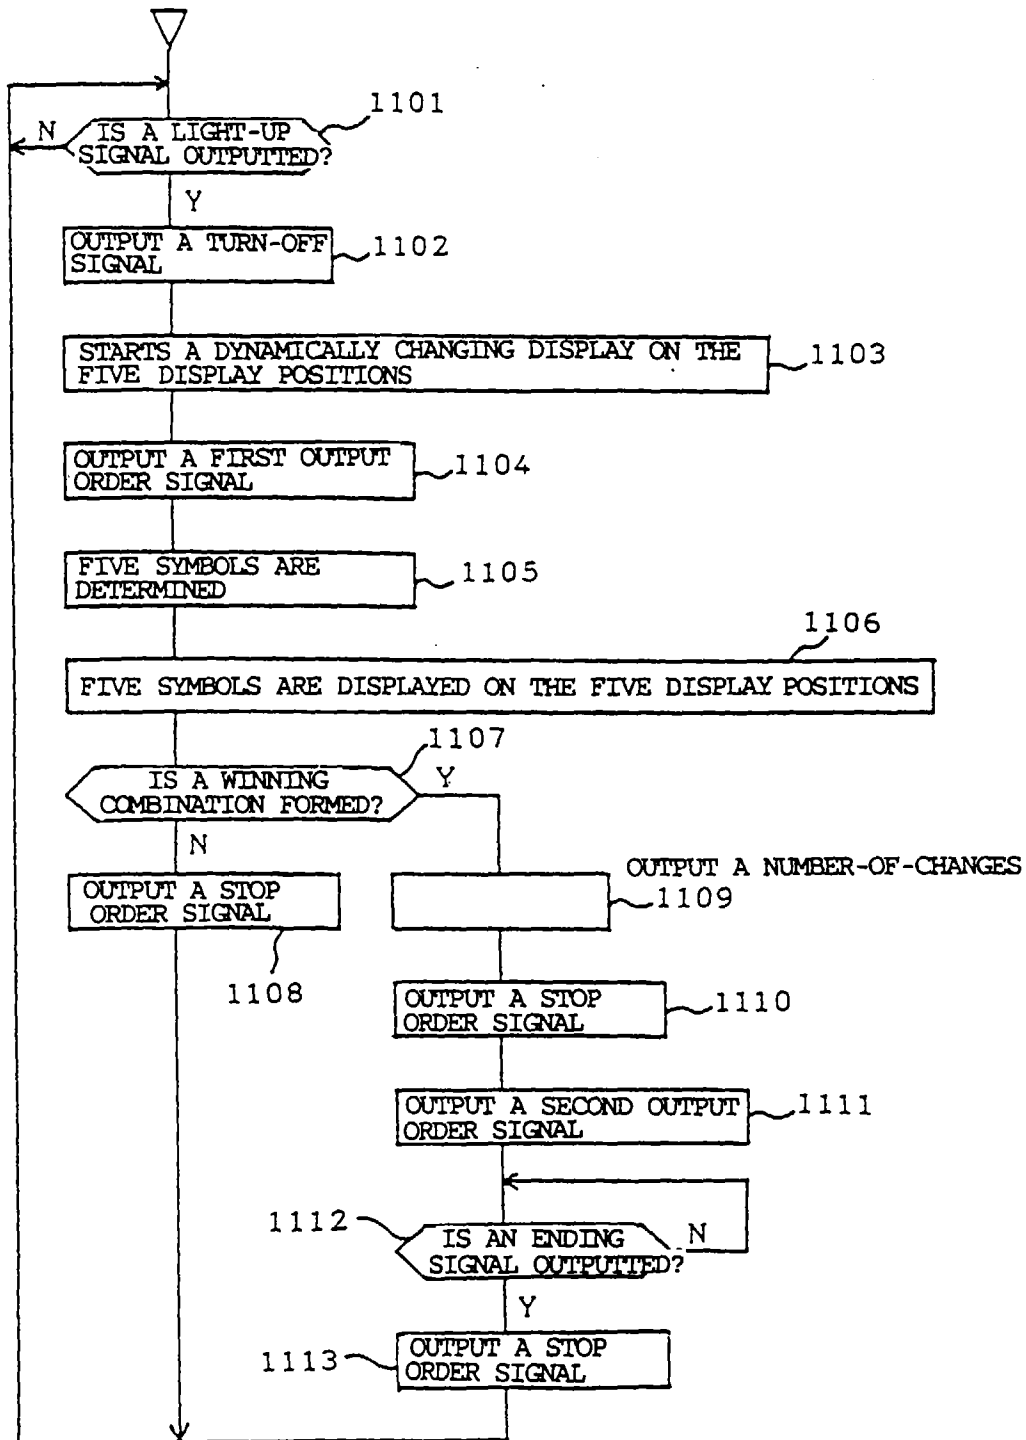 1101
N
IS A LIGHT-UP
SIGNAL OUTPUTTED?
Y
OUTPUT A TURN-OFF
SIGNAL
1102
STARTS A DYNAMICALLY CHANGING DISPLAY ON THE
FIVE DISPLAY POSITIONS
1103
OUTPUT A FIRST OUTPUT
ORDER SIGNAL
1104
FIVE SYMBOLS ARE
DETERMINED
1105
1106
FIVE SYMBOLS ARE DISPLAYED ON THE FIVE DISPLAY POSITIONS
1107
IS A WINNING
COMBINATION FORMED?
Y
N
OUTPUT A NUMBER-OF-CHANGES
1109
OUTPUT A STOP
ORDER SIGNAL
1108
OUTPUT A STOP
ORDER SIGNAL
1110
OUTPUT A SECOND OUTPUT
ORDER SIGNAL
1111
1112
IS AN ENDING
SIGNAL OUTPUTTED?
N
Y
OUTPUT A STOP
ORDER SIGNAL
1113